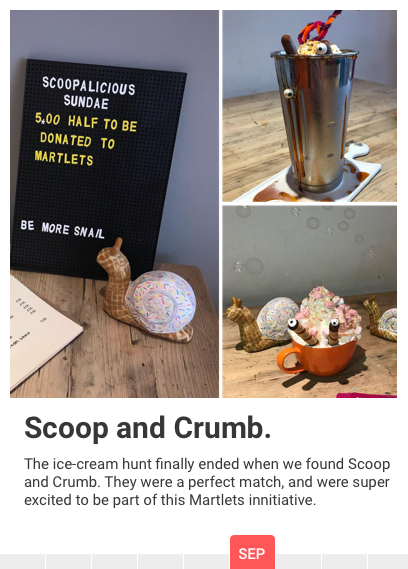 SCOOPALICIOUS
SUNDAE
5.00 HALF TO BE
DONATED TO
MARTLETS
BE MORE SNAIL
Scoop and Crumb.
The ice-cream hunt finally ended when we found Scoop
and Crumb. They were a perfect match, and were super
excited to be part of this Martlets innitiative.
SEP